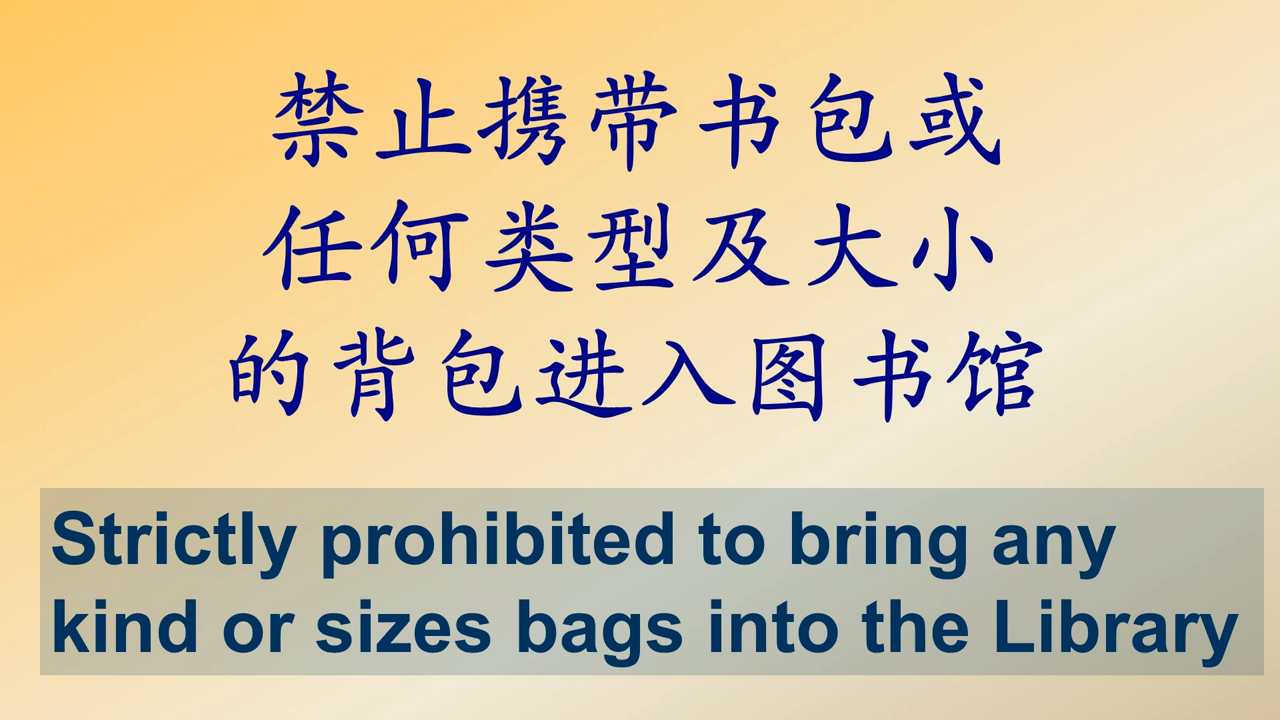 禁止携带书包或
任何类型及大小
的背包进入图书馆
Strictly prohibited to bring any
kind or sizes bags into the Library